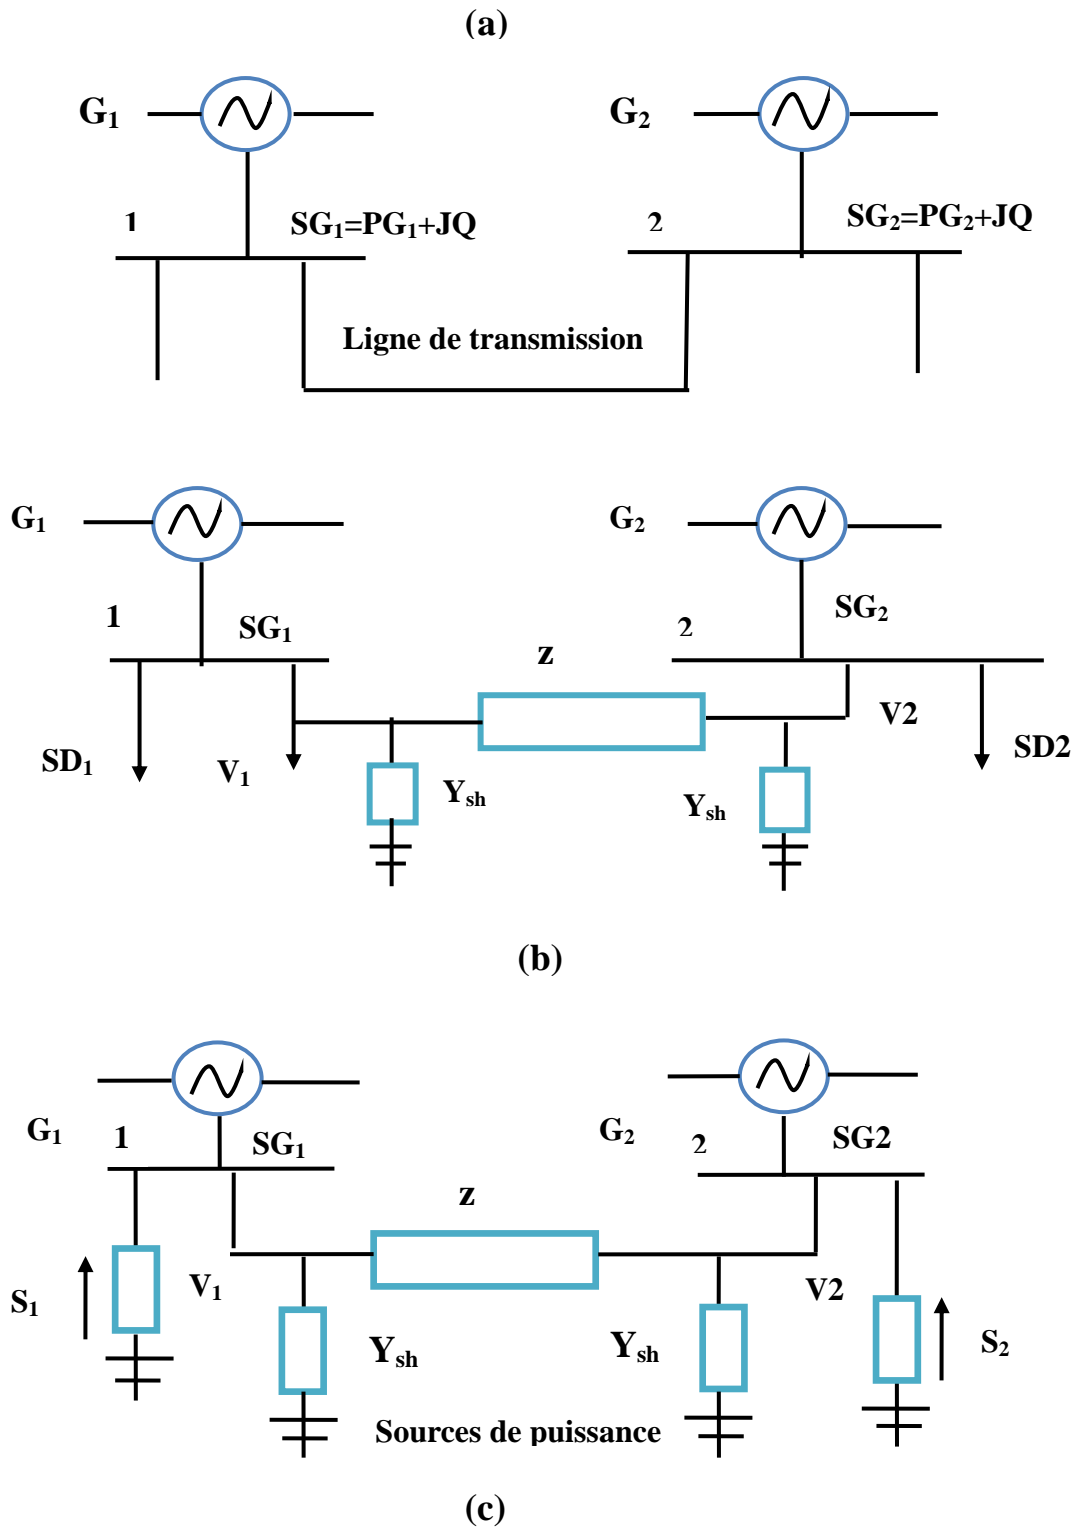 (a)
G₁
G₂
1
SG₁=PG₁+JQ
2
SG₂=PG₂+JQ
Ligne de transmission
G₁
G₂
1
SG₁
2
SG₂
z
V2
SD₁
V₁
Yₛₕ
Yₛₕ
SD2
(b)
G₁
1
SG₁
G₂
2
SG2
z
S₁
V₁
V2
Yₛₕ
Yₛₕ
S₂
Sources de puissance
(c)